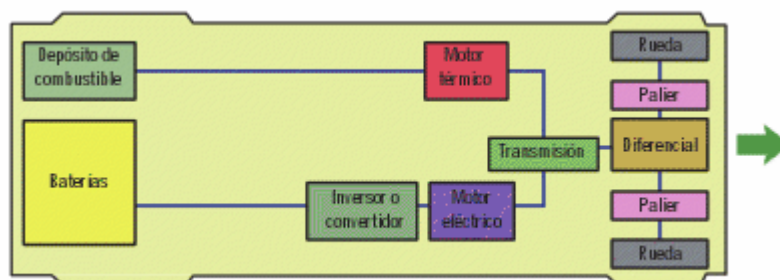 Depósito de
combustible
Motor
térmico
Rueda
Palier
Transmisión
Diferencial
Baterías
Inversor o
convertidor
Motor
eléctrico
Palier
Rueda